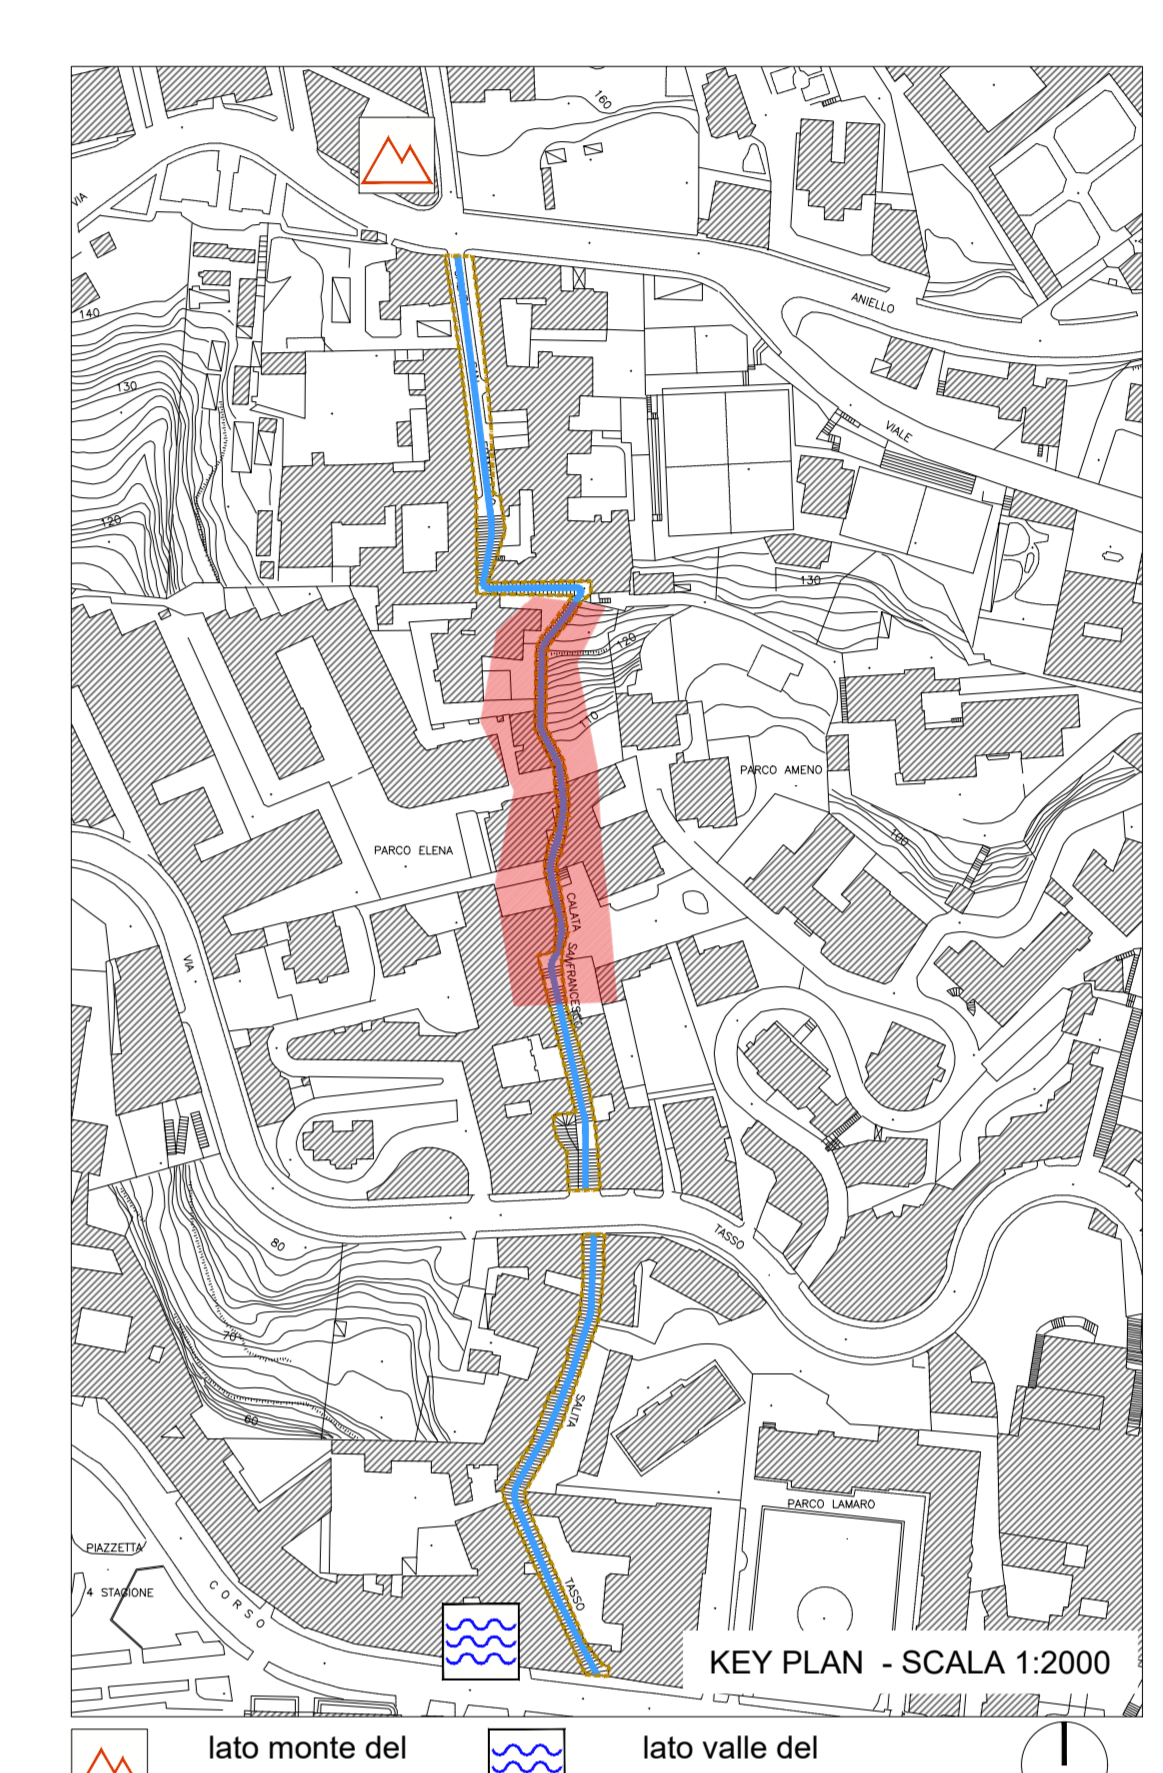 160
VIA
ANIELLO
140
130
VIALE
120
130
120
110
PARCO AMENO
100
PARCO ELENA
CALATA SANFRANCESCO
VIA
TASSO
80
70
60
SALITA
PARCO LAMARO
PIAZZETTA
4 STAGIONE
CORSO
TASSO
KEY PLAN - SCALA 1:2000
lato monte del
lato valle del